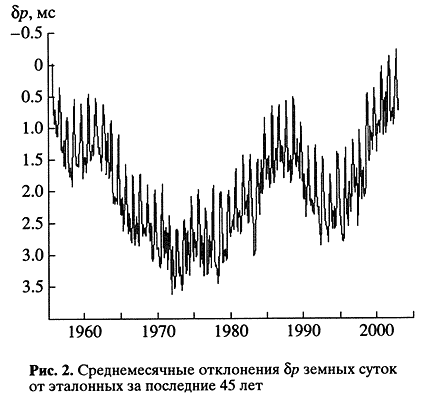 δp, мс
−0.5
0
0.5
1.0
1.5
2.0
2.5
3.0
3.5
1960 1970 1980 1990 2000
Рис. 2. Среднемесячные отклонения δp земных суток
от эталонных за последние 45 лет